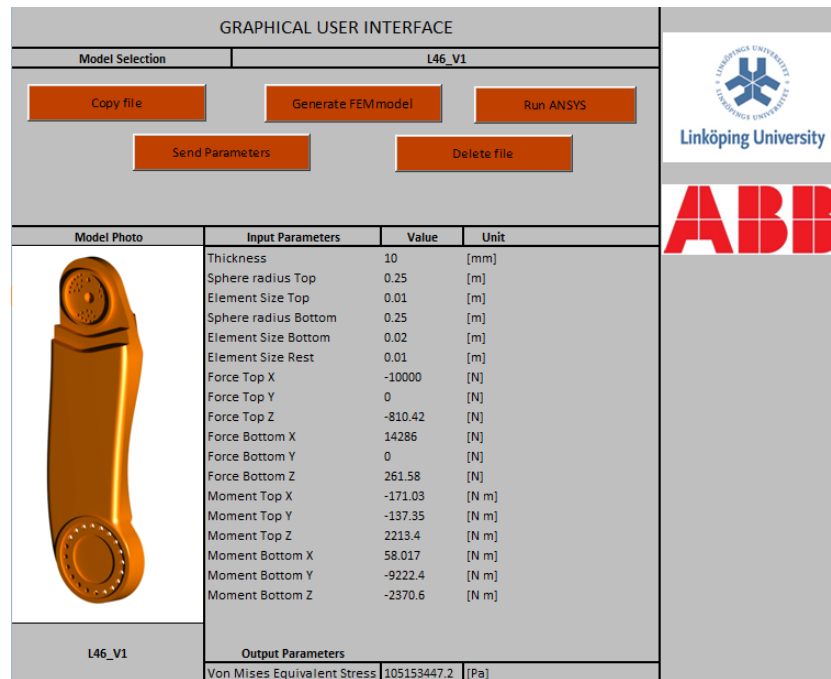 GRAPHICAL USER INTERFACE
Model Selection L46_V1
Copy file Generate FEM model Run ANSYS
Send Parameters Delete file
LINKÖPINGS UNIVERSITET
LINKÖPINGS UNIVERSITET
Linköping University
ABB
Model Photo Input Parameters Value Unit
Thickness 10 [mm]
Sphere radius Top 0.25 [m]
Element Size Top 0.01 [m]
Sphere radius Bottom 0.25 [m]
Element Size Bottom 0.02 [m]
Element Size Rest 0.01 [m]
Force Top X -10000 [N]
Force Top Y 0 [N]
Force Top Z -810.42 [N]
Force Bottom X 14286 [N]
Force Bottom Y 0 [N]
Force Bottom Z 261.58 [N]
Moment Top X -171.03 [N m]
Moment Top Y -137.35 [N m]
Moment Top Z 2213.4 [N m]
Moment Bottom X 58.017 [N m]
Moment Bottom Y -9222.4 [N m]
Moment Bottom Z -2370.6 [N m]
L46_V1 Output Parameters
Von Mises Equivalent Stress 105153447.2 [Pa]